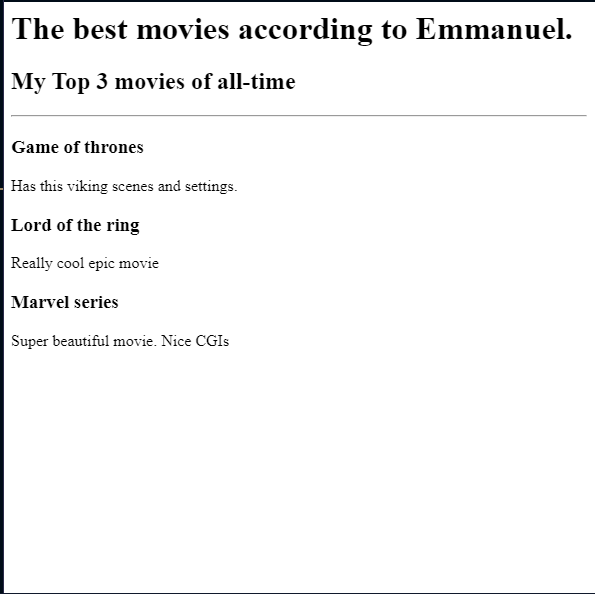 The best movies according to Emmanuel.
My Top 3 movies of all-time
Game of thrones
Has this viking scenes and settings.
Lord of the ring
Really cool epic movie
Marvel series
Super beautiful movie. Nice CGIs